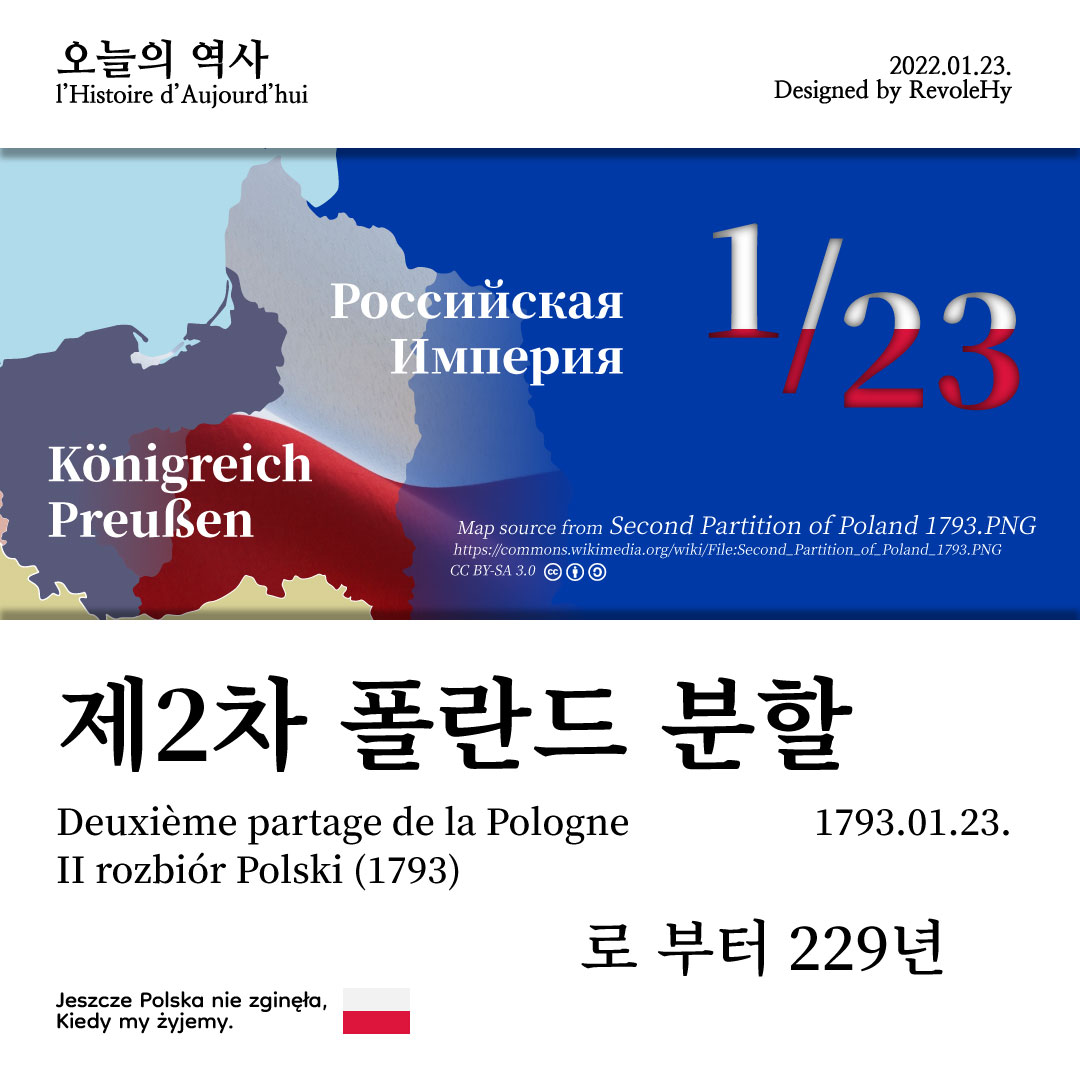 오늘의 역사
l’Histoire d’Aujourd’hui
2022.01.23.
Designed by RevoleHy
1/23
Российская
Империя
Königreich
Preußen
Map source from Second Partition of Poland 1793.PNG
https://commons.wikimedia.org/wiki/File:Second_Partition_of_Poland_1793.PNG
CC BY-SA 3.0
제2차 폴란드 분할
Deuxième partage de la Pologne
1793.01.23.
II rozbiór Polski (1793)
로 부터 229년
Jeszcze Polska nie zginęła,
Kiedy my żyjemy.